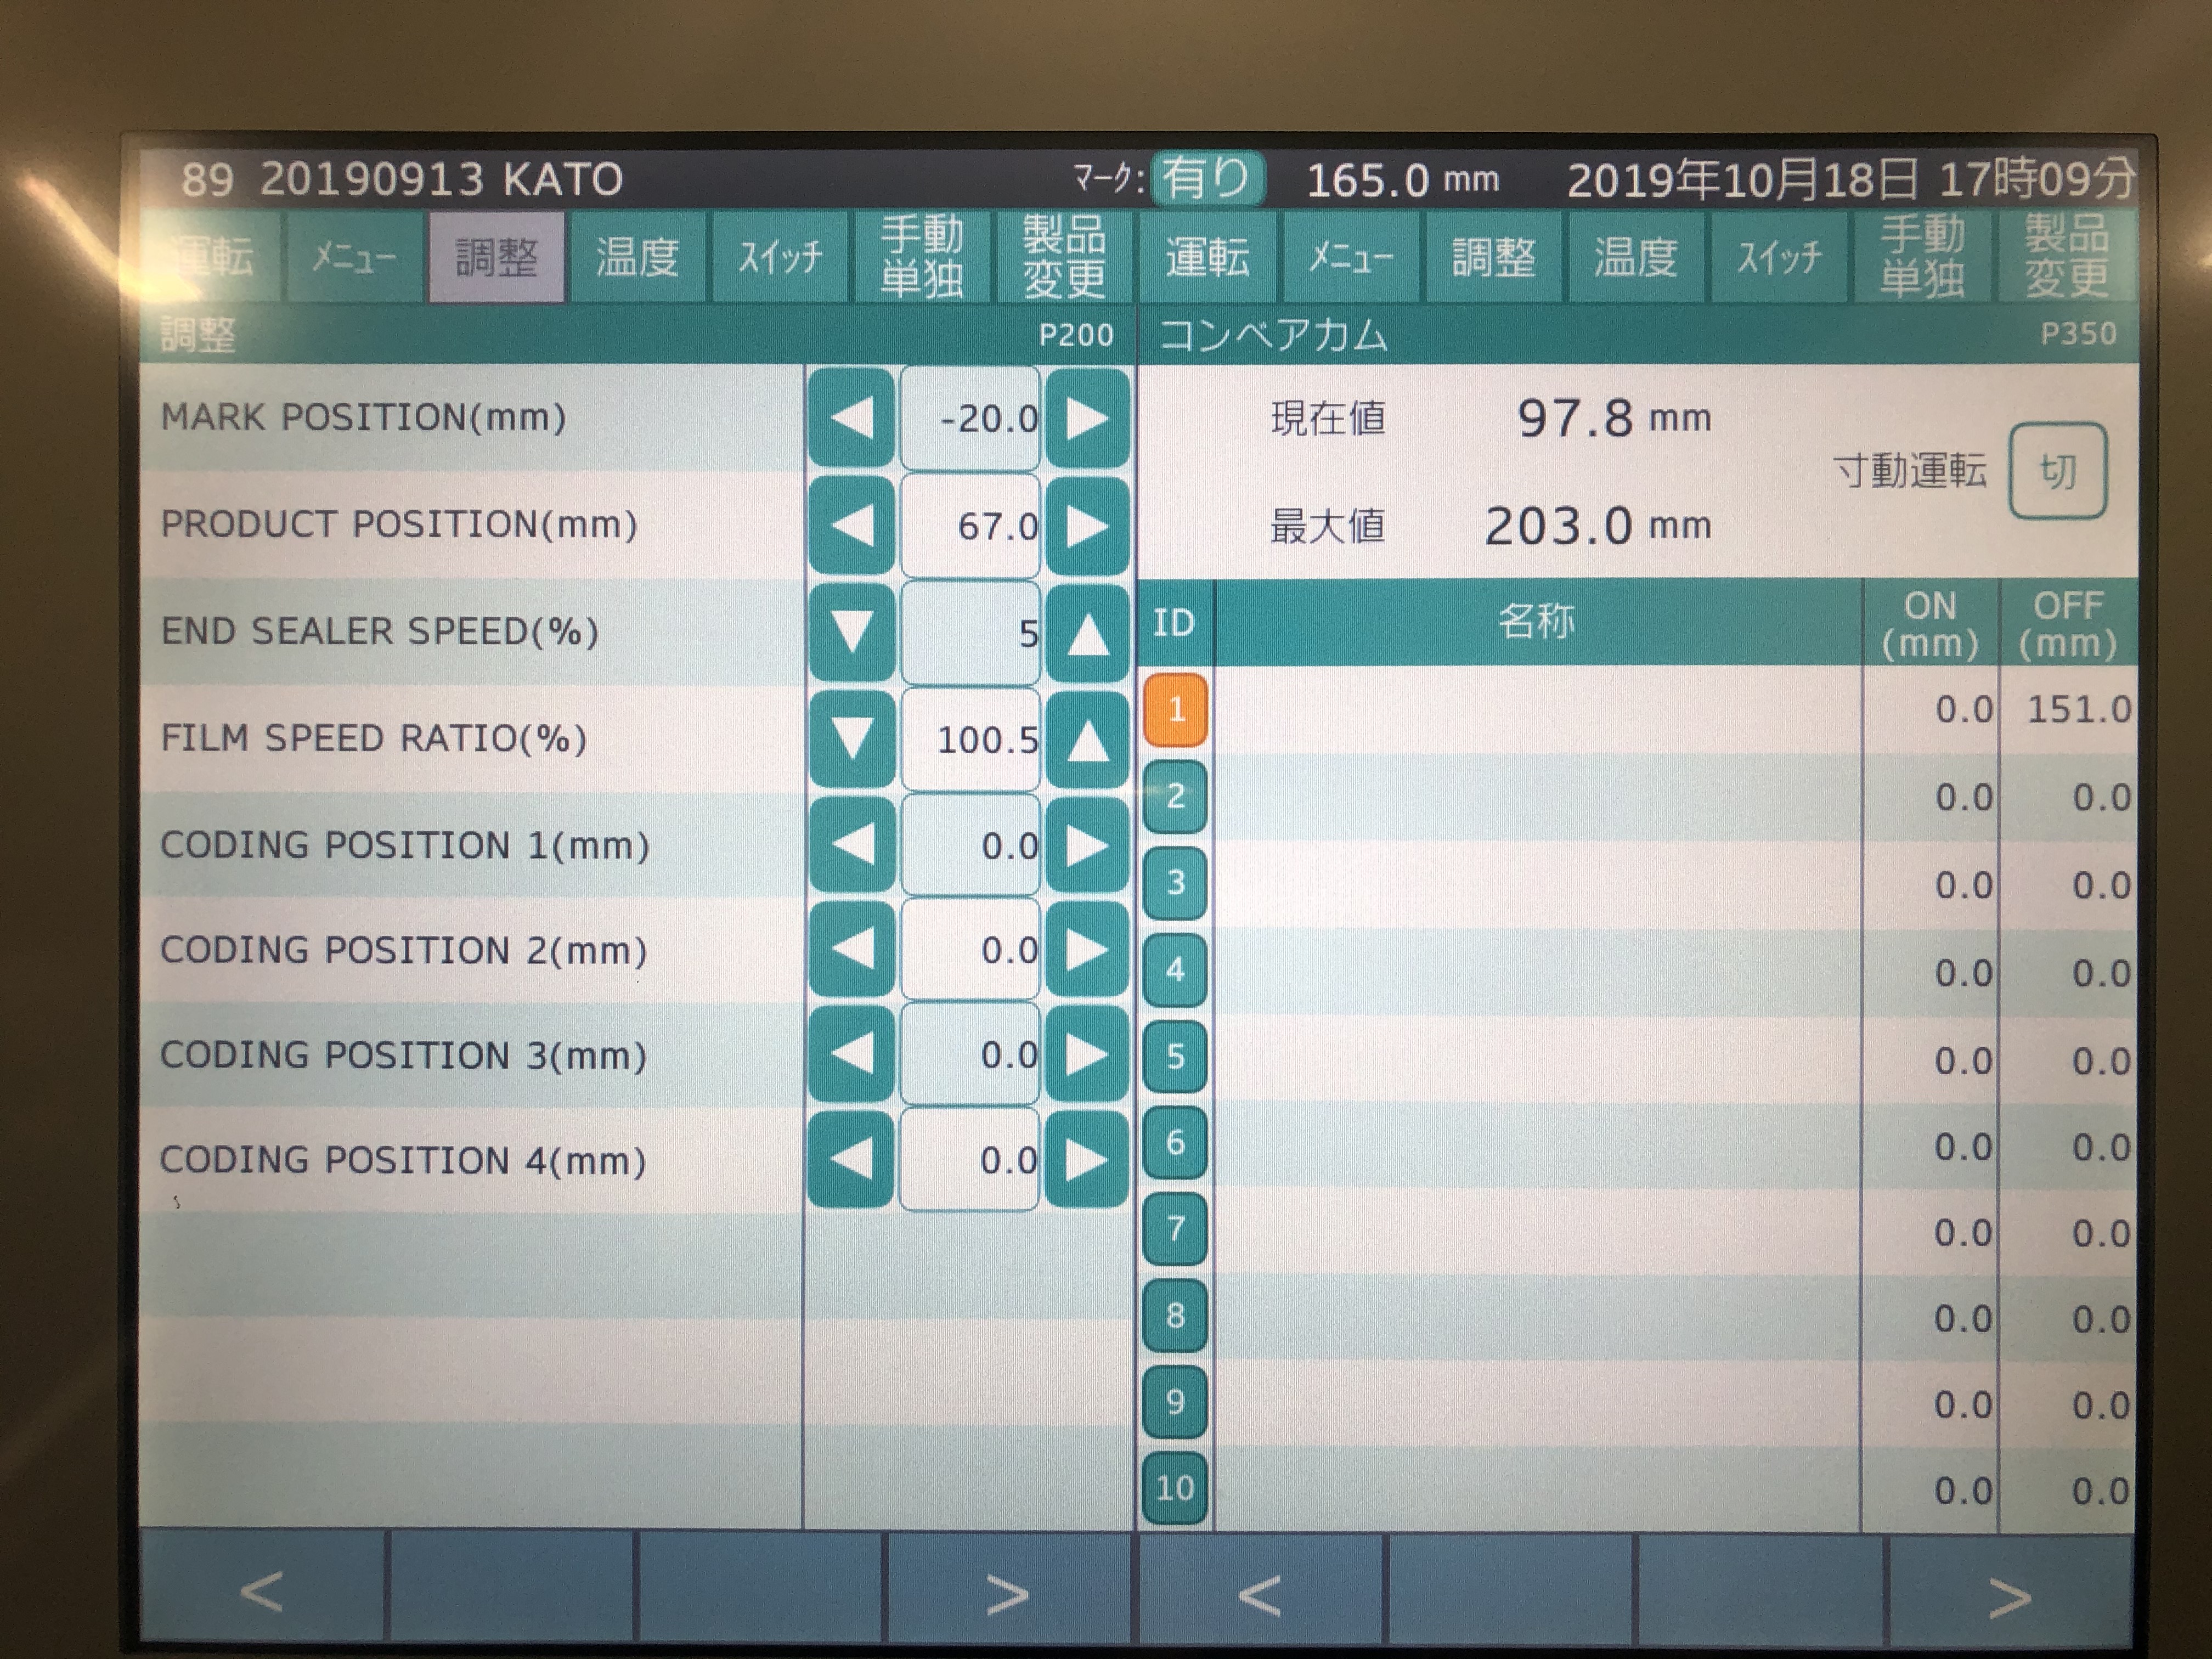 89 20190913 KATO マーク: 有り 165.0 mm 2019年10月18日 17時09分
運転 メニュー 調整 温度 スイッチ 手動単独 製品変更 運転 メニュー 調整 温度 スイッチ 手動単独 製品変更
調整 P200
MARK POSITION(mm) ◀ -20.0 ▶
PRODUCT POSITION(mm) ◀ 67.0 ▶
END SEALER SPEED(%) ▼ 5 ▲
FILM SPEED RATIO(%) ▼ 100.5 ▲
CODING POSITION 1(mm) ◀ 0.0 ▶
CODING POSITION 2(mm) ◀ 0.0 ▶
CODING POSITION 3(mm) ◀ 0.0 ▶
CODING POSITION 4(mm) ◀ 0.0 ▶
< >
コンベアカム P350
現在値 97.8 mm
寸動運転 切
最大値 203.0 mm
ID 名称 ON (mm) OFF (mm)
1 0.0 151.0
2 0.0 0.0
3 0.0 0.0
4 0.0 0.0
5 0.0 0.0
6 0.0 0.0
7 0.0 0.0
8 0.0 0.0
9 0.0 0.0
10 0.0 0.0
< >